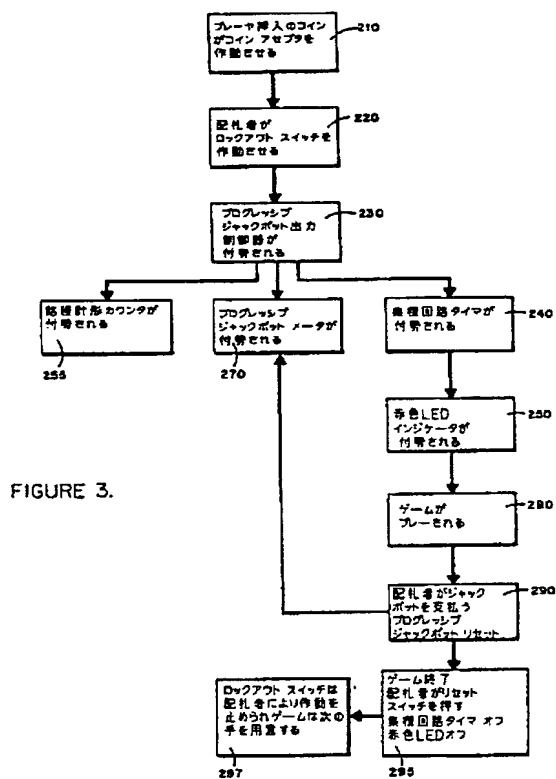 プレーヤ挿入のコイン
がコイン アセプタを
作動させる
210
配札者が
ロックアウト スイッチを
作動させる
220
プログレッシブ
ジャックポット出力
制御器が
付勢される
230
路程計形カウンタが
付勢される
255
プログレッシブ
ジャックポット メータが
付勢される
270
集積回路タイマが
付勢される
240
赤色LED
インジケータが
付勢される
250
FIGURE 3.
ゲームが
プレーされる
280
配札者がジャック
ポットを支払う
プログレッシブ
ジャックポット リセット
290
ゲーム終了
配札者がリセット
スイッチを押す
集積回路タイマ オフ
赤色LEDオフ
295
ロックアウト スイッチは
配札者により作動を
止められゲームは次の
手を用意する
297